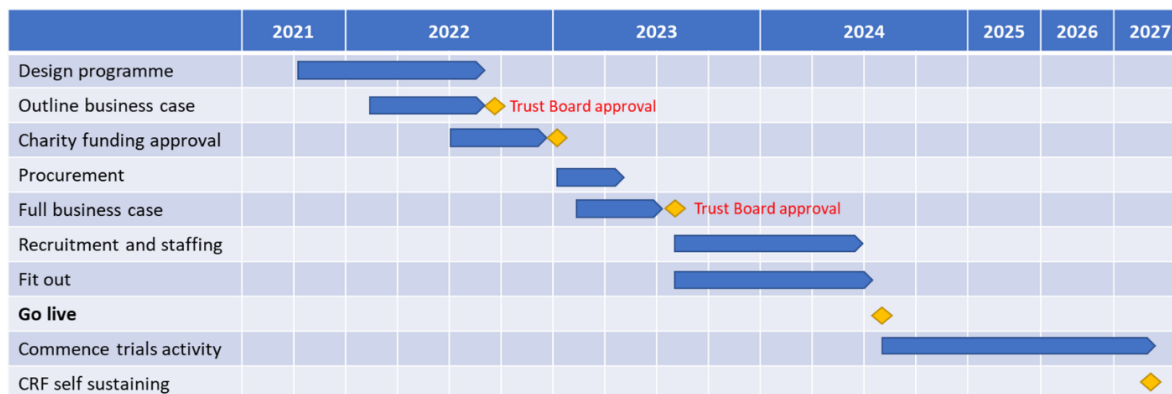 2021 2022 2023 2024 2025 2026 2027
Design programme
Outline business case Trust Board approval
Charity funding approval
Procurement
Full business case Trust Board approval
Recruitment and staffing
Fit out
Go live
Commence trials activity
CRF self sustaining